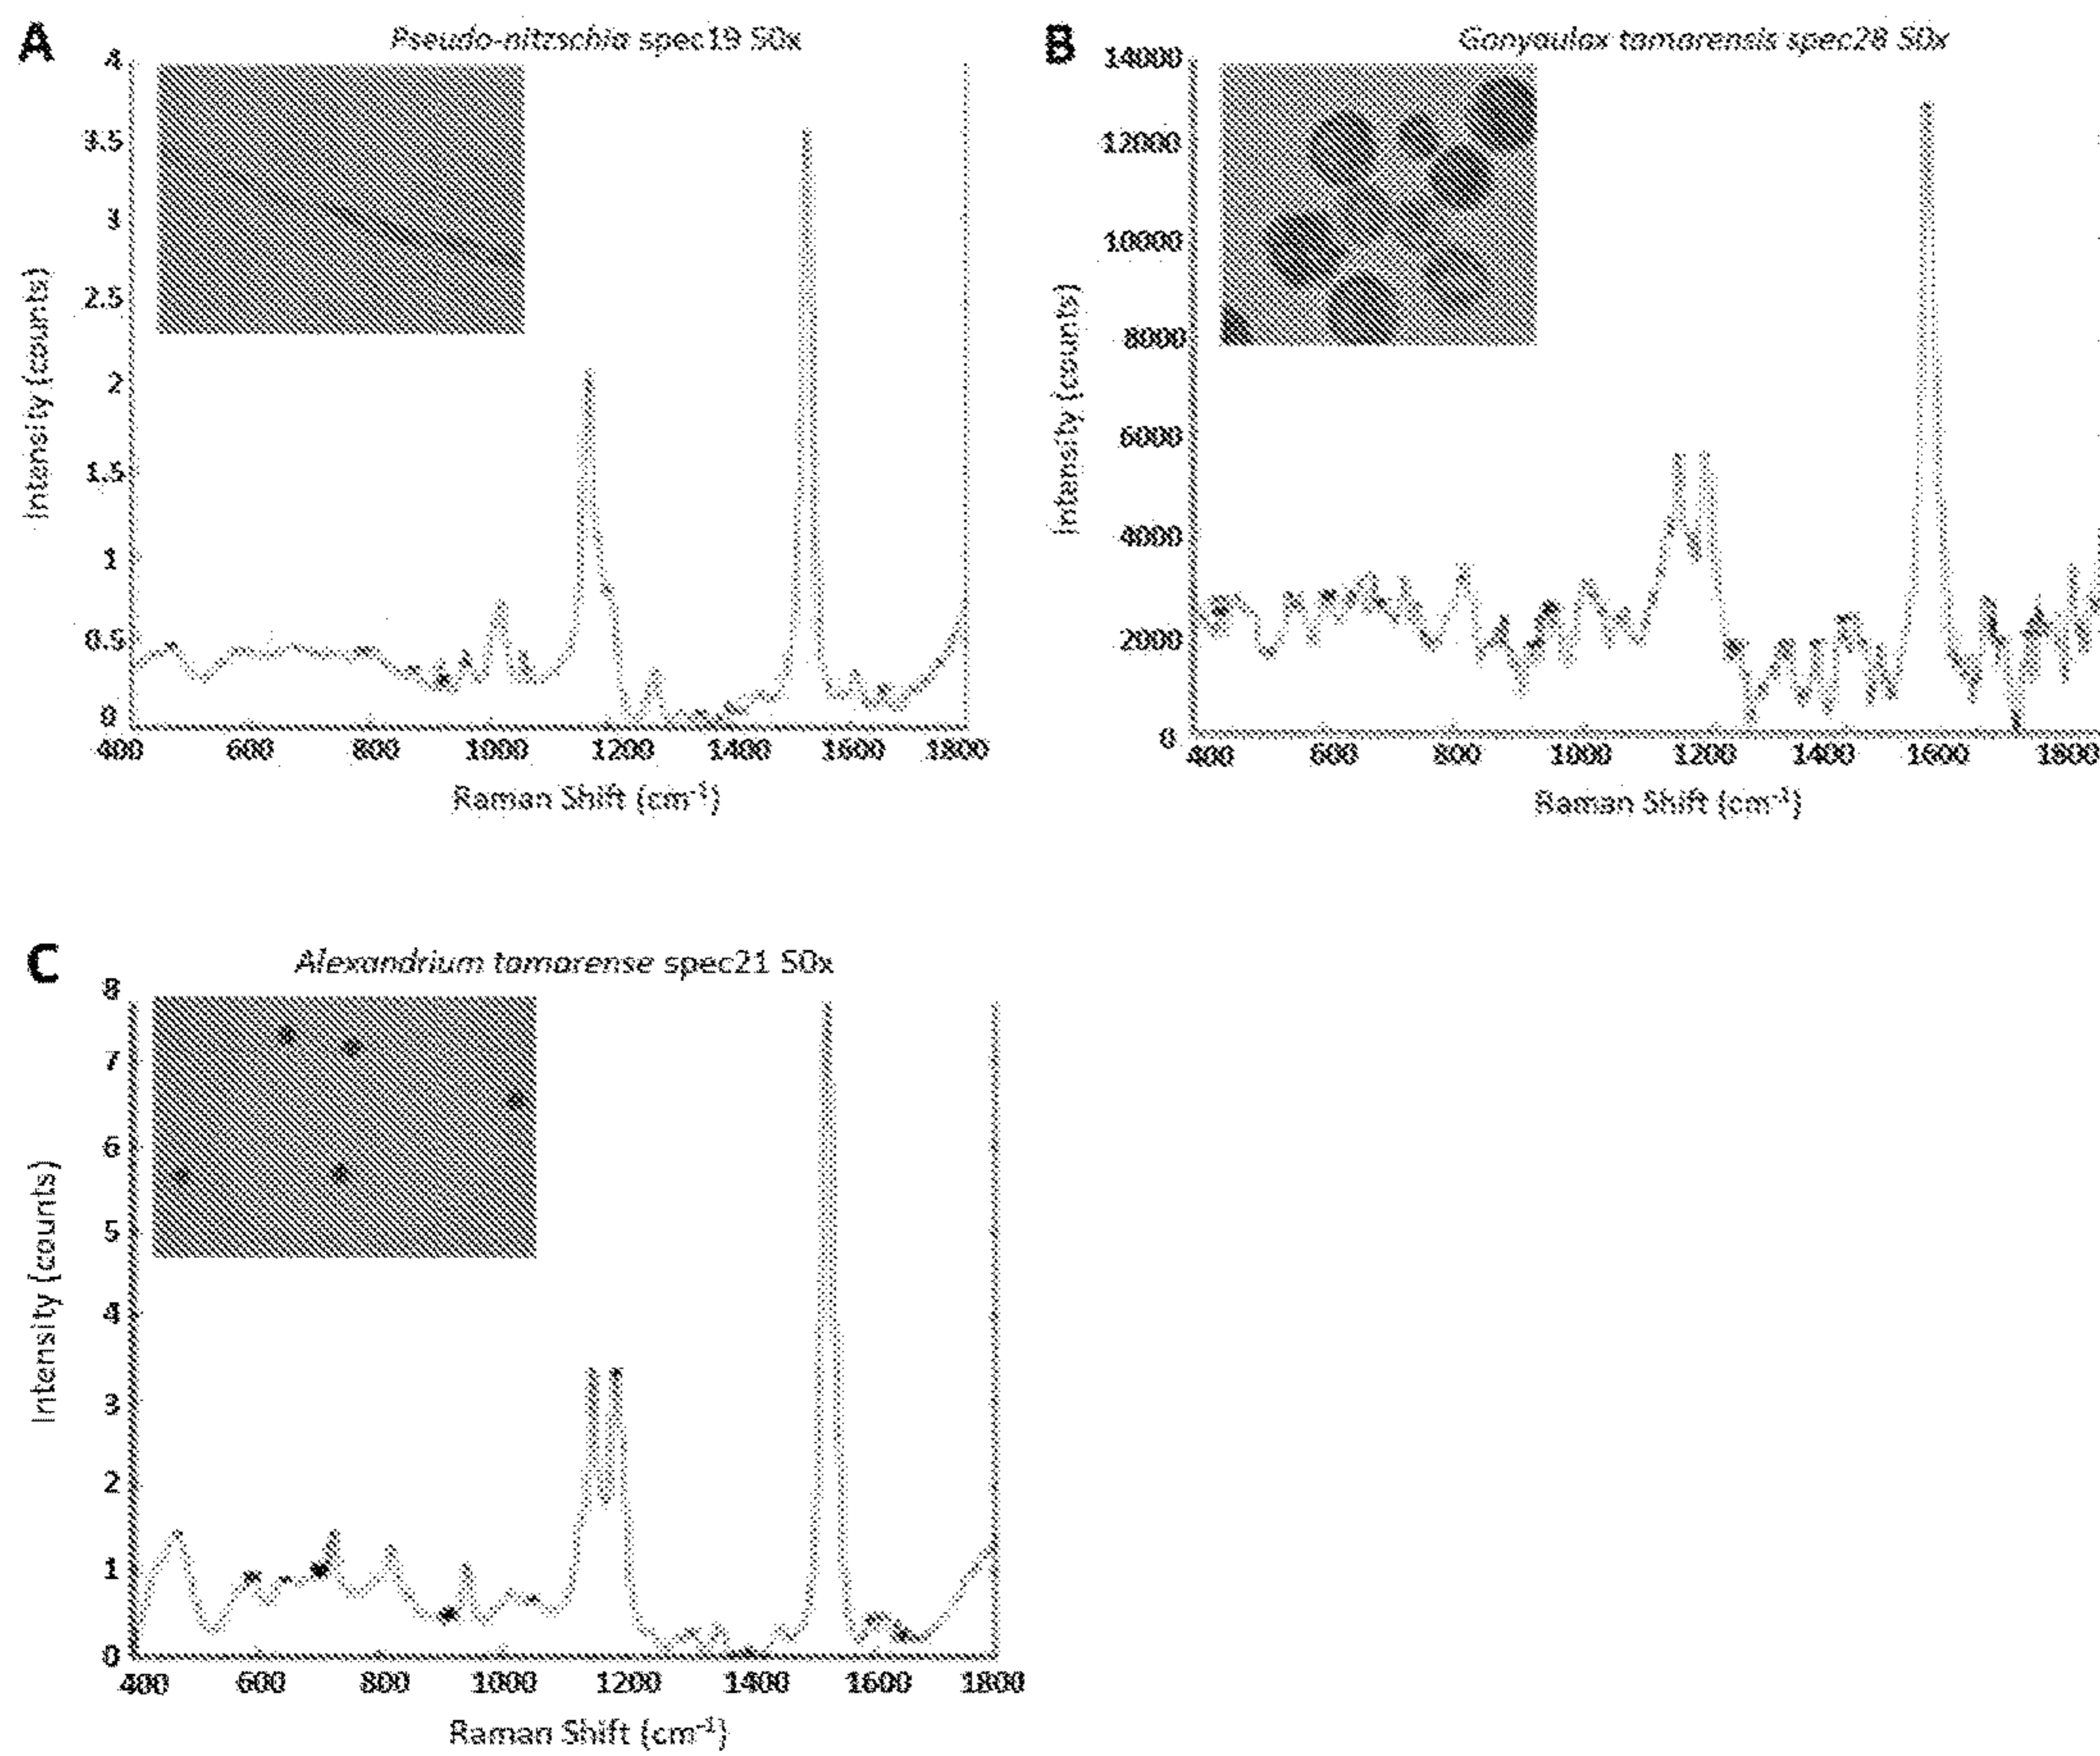 A
Pseudo-nitzschia spec19 50x
4
3.5
3
2.5
2
1.5
1
0.5
0
Intensity (counts)
400 600 800 1000 1200 1400 1600 1800
Raman Shift (cm-1)
B
Gonyaulax tamarensis spec28 50x
14000
12000
10000
8000
6000
4000
2000
0
Intensity (counts)
400 600 800 1000 1200 1400 1600 1800
Raman Shift (cm-1)
C
Alexandrium tamarense spec21 50x
8
7
6
5
4
3
2
1
0
Intensity (counts)
400 600 800 1000 1200 1400 1600 1800
Raman Shift (cm-1)